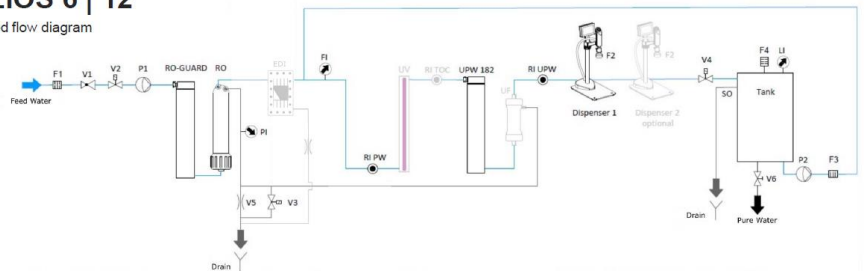 6 | 12
d flow diagram
Feed Water
F1
V1
V2
P1
RO-GUARD
RO
EDI
PI
V5
V3
Drain
FI
RI PW
UV
RI TOC
UPW 182
UF
RI UPW
F2
Dispenser 1
F2
Dispenser 2
optional
V4
SO
Drain
F4
LI
Tank
V6
Pure Water
P2
F3